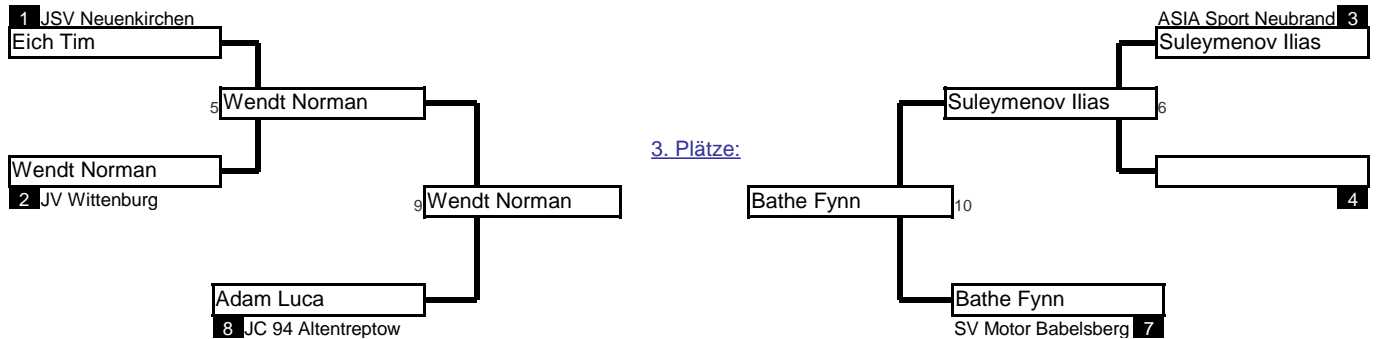 1 JSV Neuenkirchen
ASIA Sport Neubrand 3
Eich Tim
Suleymenov Ilias
5 Wendt Norman
Suleymenov Ilias 6
3. Plätze:
Wendt Norman
2 JV Wittenburg
4
9 Wendt Norman
Bathe Fynn 10
Adam Luca
Bathe Fynn
8 JC 94 Altentreptow
SV Motor Babelsberg 7